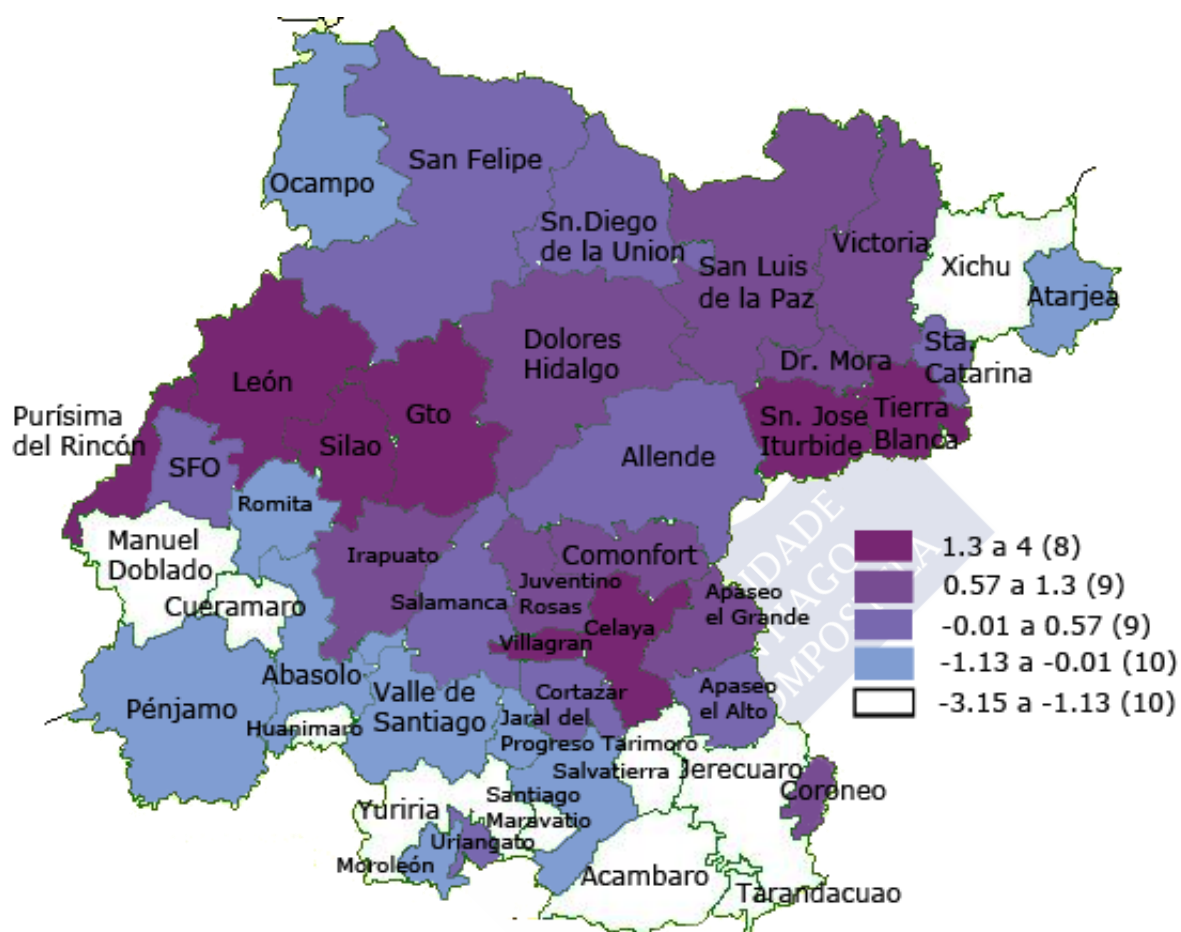 San Felipe
Ocampo
Sn.Diego
de la Union
Victoria
Xichu
San Luis
de la Paz
Atarjea
Dolores
Hidalgo
Sta.
Catarina
Dr. Mora
León
Gto
Sn. Jose
Iturbide
Tierra
Blanca
Purísima
del Rincón
Silao
SFO
Allende
Romita
Manuel
Doblado
Irapuato
Comonfort
Cueramaro
Salamanca
Juventino
Rosas
Apaseo
el Grande
Villagran
Celaya
Abasolo
Pénjamo
Valle de
Santiago
Cortazar
Apaseo
el Alto
Huanimaro
Jaral del
Progreso
Tarimoro
Salvatierra
Jerecuaro
Coroneo
Yuriria
Santiago
Maravatio
Uriangato
Moroleón
Acambaro
Tarandacuao
1.3 a 4 (8)
0.57 a 1.3 (9)
-0.01 a 0.57 (9)
-1.13 a -0.01 (10)
-3.15 a -1.13 (10)